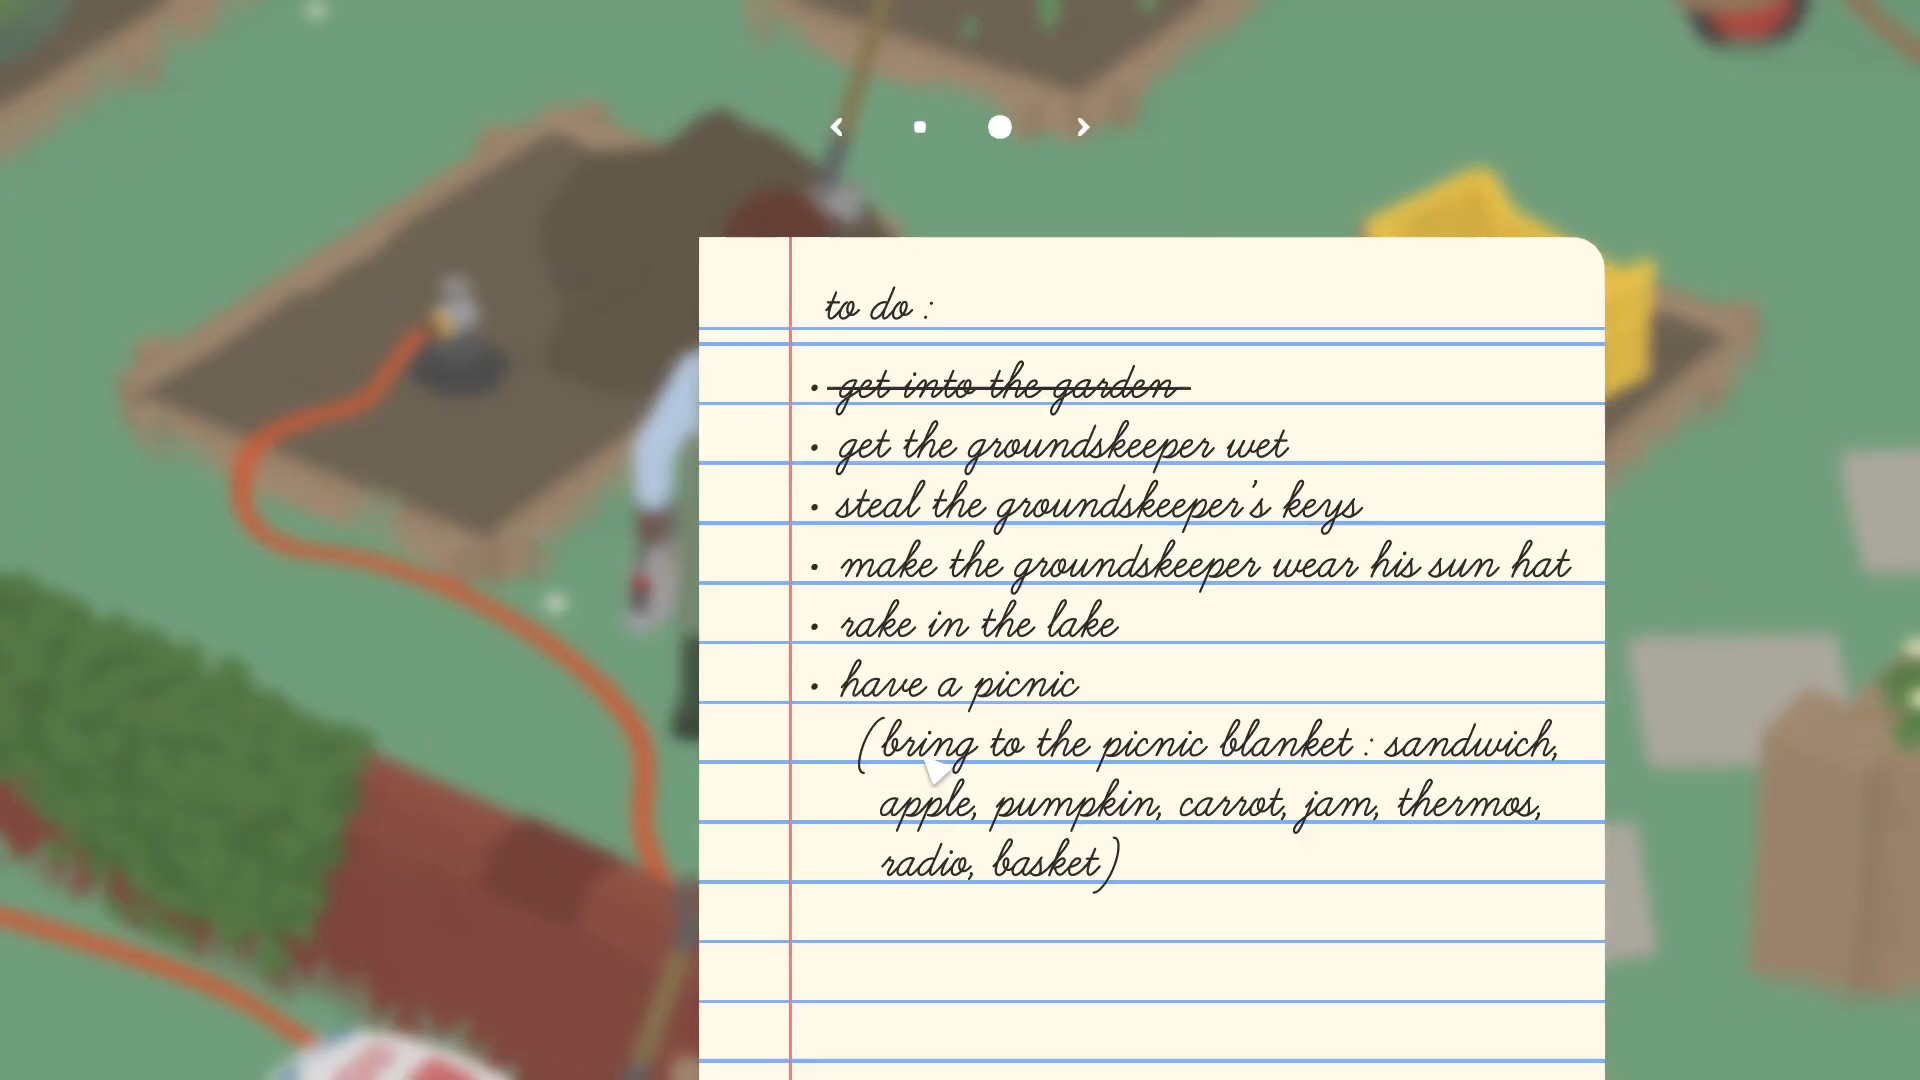 to do :
• get into the garden
• get the groundskeeper wet
• steal the groundskeeper's keys
• make the groundskeeper wear his sun hat
• rake in the lake
• have a picnic
(bring to the picnic blanket : sandwich,
apple, pumpkin, carrot, jam, thermos,
radio, basket)